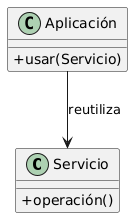 C Aplicación
+usar(Servicio)
reutiliza
C Servicio
+operación()